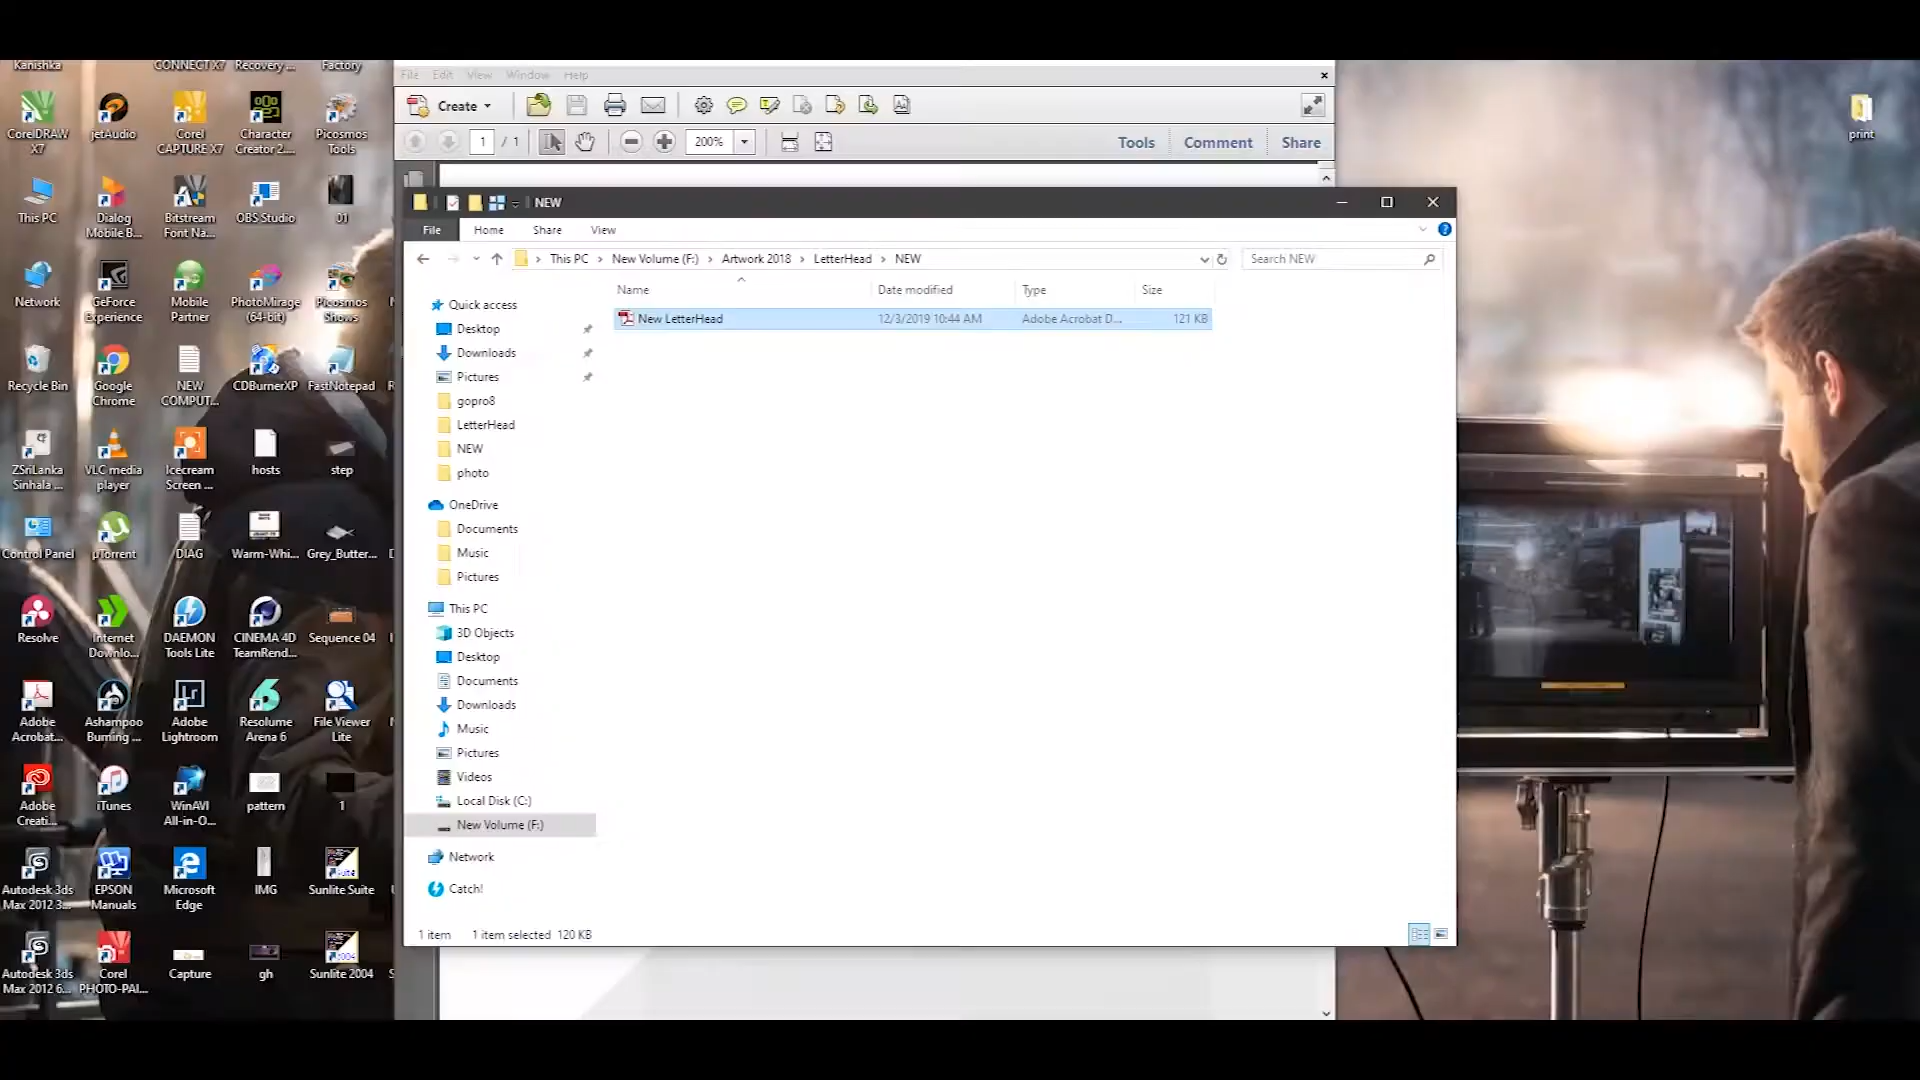 Kanishka
CONNECT X7
Recovery ...
Factory
CorelDRAW
X7
jetAudio
Corel
CAPTURE X7
Character
Creator 2....
Picosmos
Tools
This PC
Dialog
Mobile B...
Bitstream
Font Na...
OBS Studio
01
Network
GeForce
Experience
Mobile
Partner
PhotoMirage
(64-bit)
Picosmos
Shows
Recycle Bin
Google
Chrome
NEW
COMPUT...
CDBurnerXP
FastNotepad
ZSriLanka
Sinhala ...
VLC media
player
Icecream
Screen ...
hosts
step
Control Panel
µTorrent
DIAG
Warm-Whi...
Grey_Butter...
Resolve
Internet
Downlo...
DAEMON
Tools Lite
CINEMA 4D
TeamRend...
Sequence 04
Adobe
Acrobat...
Ashampoo
Burning ...
Adobe
Lightroom
Resolume
Arena 6
File Viewer
Lite
Adobe
Creati...
iTunes
WinAVI
All-in-O...
pattern
1
Autodesk 3ds
Max 2012 3...
EPSON
Manuals
Microsoft
Edge
IMG
Sunlite Suite
Autodesk 3ds
Max 2012 6...
Corel
PHOTO-PAI...
Capture
gh
Sunlite 2004
File Edit View Window Help
Create
1 / 1
200%
Tools
Comment
Share
NEW
File Home Share View
This PC > New Volume (F:) > Artwork 2018 > LetterHead > NEW
Search NEW
Name Date modified Type Size
New LetterHead 12/3/2019 10:44 AM Adobe Acrobat D... 121 KB
Quick access
Desktop
Downloads
Pictures
gopro8
LetterHead
NEW
photo
OneDrive
Documents
Music
Pictures
This PC
3D Objects
Desktop
Documents
Downloads
Music
Pictures
Videos
Local Disk (C:)
New Volume (F:)
Network
Catch!
1 item 1 item selected 120 KB
print